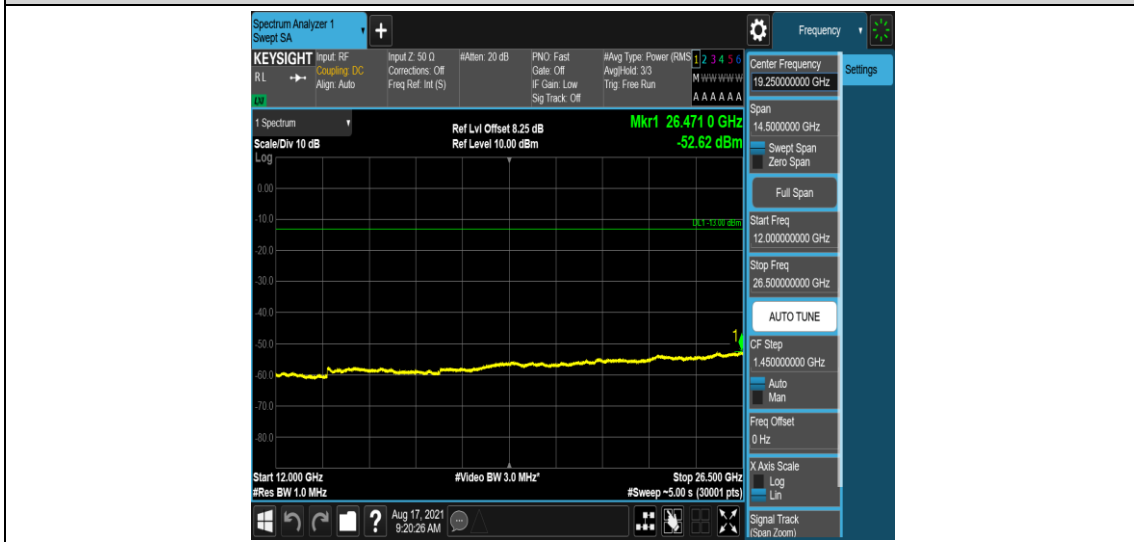 Spectrum Analyzer 1
Swept SA
+
Frequency
KEYSIGHT
RL
LXI
Input: RF
Coupling: DC
Align: Auto
Input Z: 50 Ω
Corrections: Off
Freq Ref: Int (S)
#Atten: 20 dB
PNO: Fast
Gate: Off
IF Gain: Low
Sig Track: Off
#Avg Type: Power (RMS
Avg|Hold: 3/3
Trig: Free Run
1 2 3 4 5 6
M W W W W W
A A A A A A
1 Spectrum
Scale/Div 10 dB
Log
Ref Lvl Offset 8.25 dB
Ref Level 10.00 dBm
Mkr1 26.471 0 GHz
-52.62 dBm
0.00
-10.0
DL1 -13.00 dBm
-20.0
-30.0
-40.0
1
-50.0
-60.0
-70.0
-80.0
Start 12.000 GHz
#Res BW 1.0 MHz
#Video BW 3.0 MHz*
Stop 26.500 GHz
#Sweep ~5.00 s (30001 pts)
Center Frequency
19.250000000 GHz
Settings
Span
14.5000000 GHz
Swept Span
Zero Span
Full Span
Start Freq
12.000000000 GHz
Stop Freq
26.500000000 GHz
AUTO TUNE
CF Step
1.450000000 GHz
Auto
Man
Freq Offset
0 Hz
X Axis Scale
Log
Lin
Signal Track
(Span Zoom)
?
Aug 17, 2021
9:20:26 AM